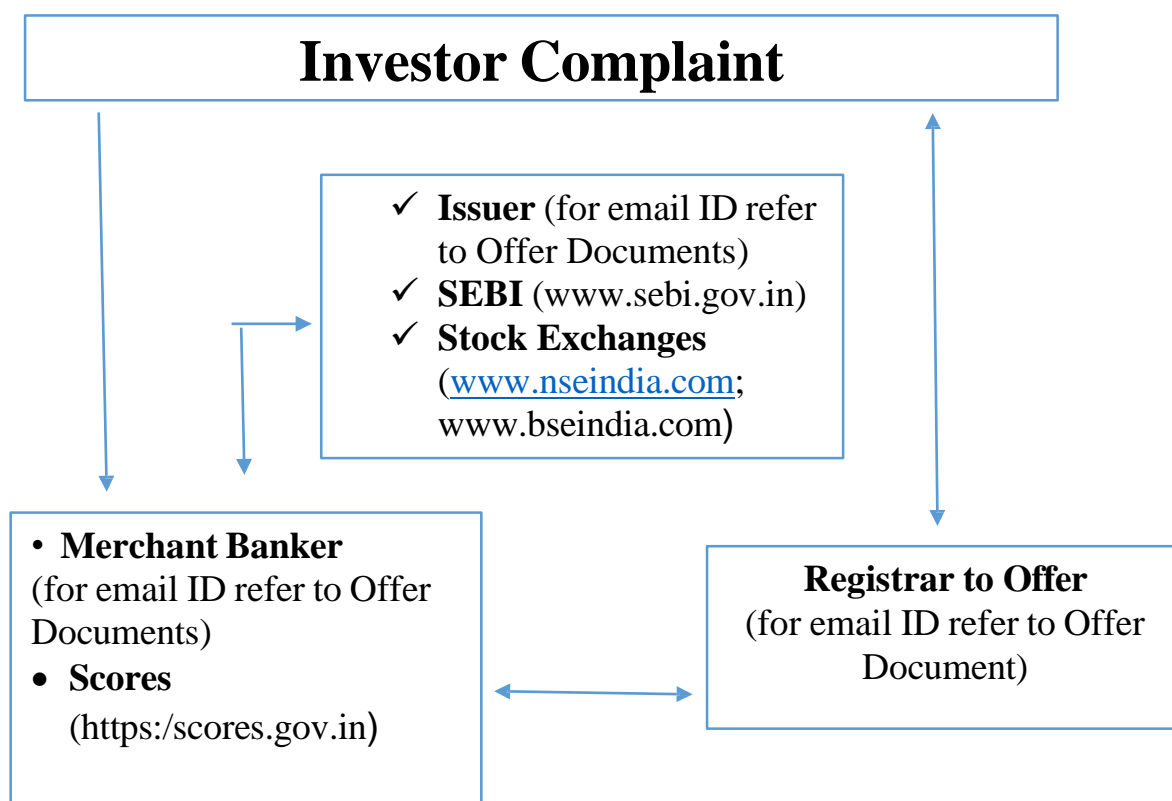 Investor Complaint
✓ Issuer (for email ID refer
to Offer Documents)
✓ SEBI (www.sebi.gov.in)
✓ Stock Exchanges
(www.nseindia.com;
www.bseindia.com)
• Merchant Banker
(for email ID refer to Offer
Documents)
• Scores
(https:/scores.gov.in)
Registrar to Offer
(for email ID refer to Offer
Document)